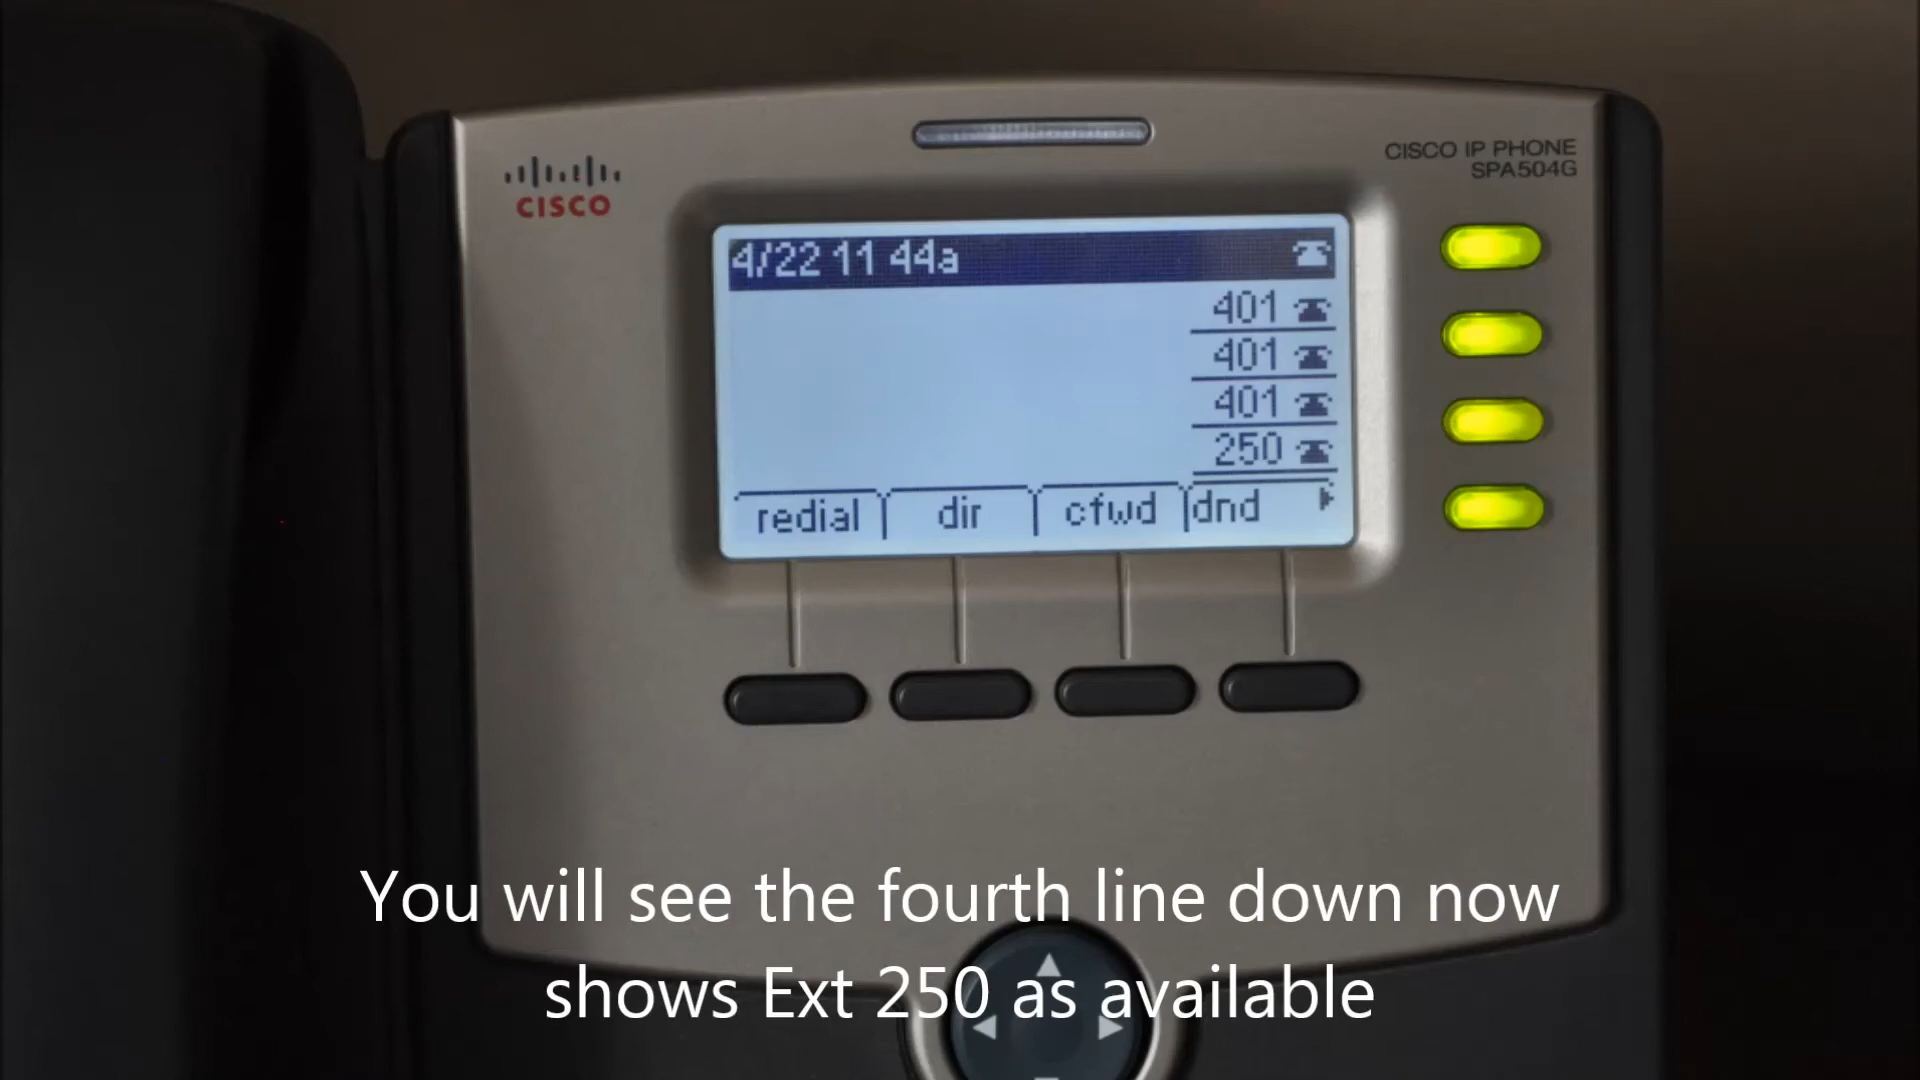 CISCO
CISCO IP PHONE
SPA504G
4/22 11 44a
401
401
401
250
redial dir cfwd dnd
You will see the fourth line down now
shows Ext 250 as available